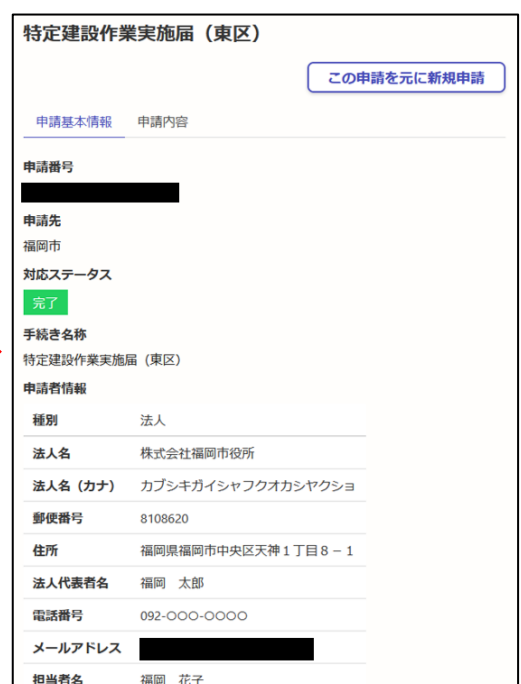 特定建設作業実施届（東区）
この申請を元に新規申請
申請基本情報 申請内容
申請番号
申請先
福岡市
対応ステータス
完了
手続き名称
特定建設作業実施届（東区）
申請者情報
種別 法人
法人名 株式会社福岡市役所
法人名（カナ） カブシキガイシャフクオカシヤクショ
郵便番号 8108620
住所 福岡県福岡市中央区天神１丁目８－１
法人代表者名 福岡　太郎
電話番号 092-○○○-○○○○
メールアドレス
担当者名 福岡　花子